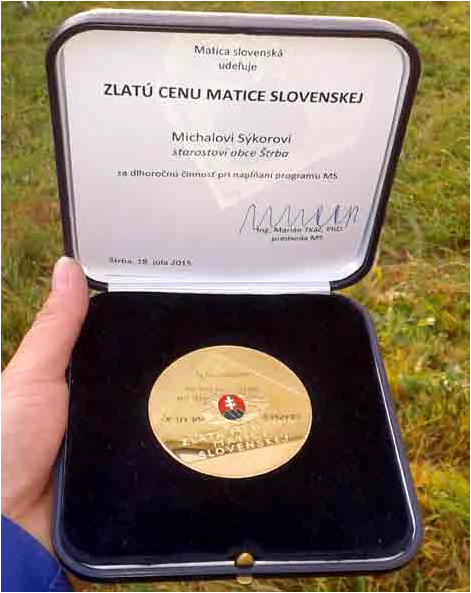 Matica slovenská
udeľuje
ZLATÚ CENU MATICE SLOVENSKEJ
Michalovi Sýkorovi
starostovi obce Štrba
za dlhoročnú činnosť pri napĺňaní programu MS
Ing. Marián Tkáč, PhD.
predseda MS
Štrba, 18. júla 2015
ZLATÁ
SLOVENSKEJ